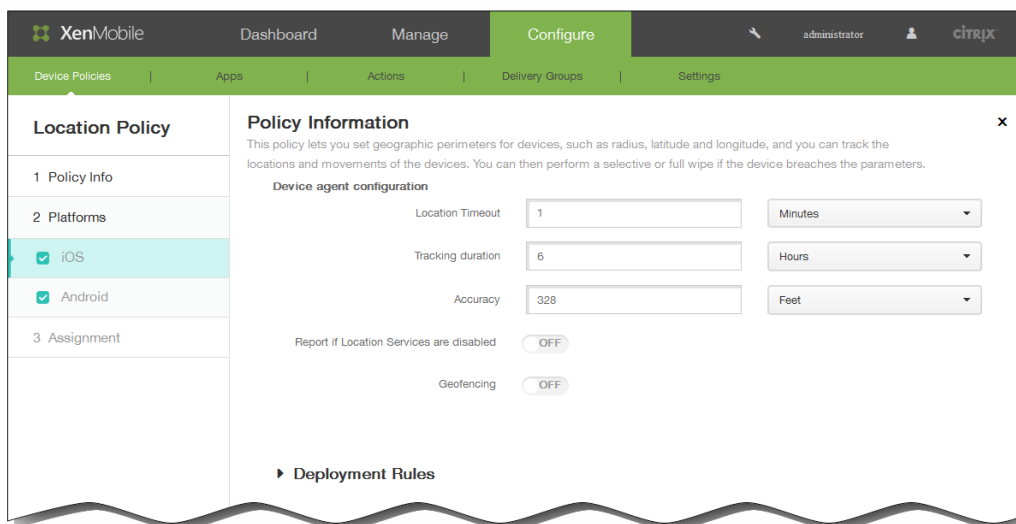 XenMobile Dashboard Manage Configure administrator CİTRIX
Device Policies | Apps | Actions | Delivery Groups | Settings
Location Policy
1 Policy Info
2 Platforms
iOS
Android
3 Assignment
Policy Information x
This policy lets you set geographic perimeters for devices, such as radius, latitude and longitude, and you can track the
locations and movements of the devices. You can then perform a selective or full wipe if the device breaches the parameters.
Device agent configuration
Location Timeout 1 Minutes
Tracking duration 6 Hours
Accuracy 328 Feet
Report if Location Services are disabled OFF
Geofencing OFF
Deployment Rules